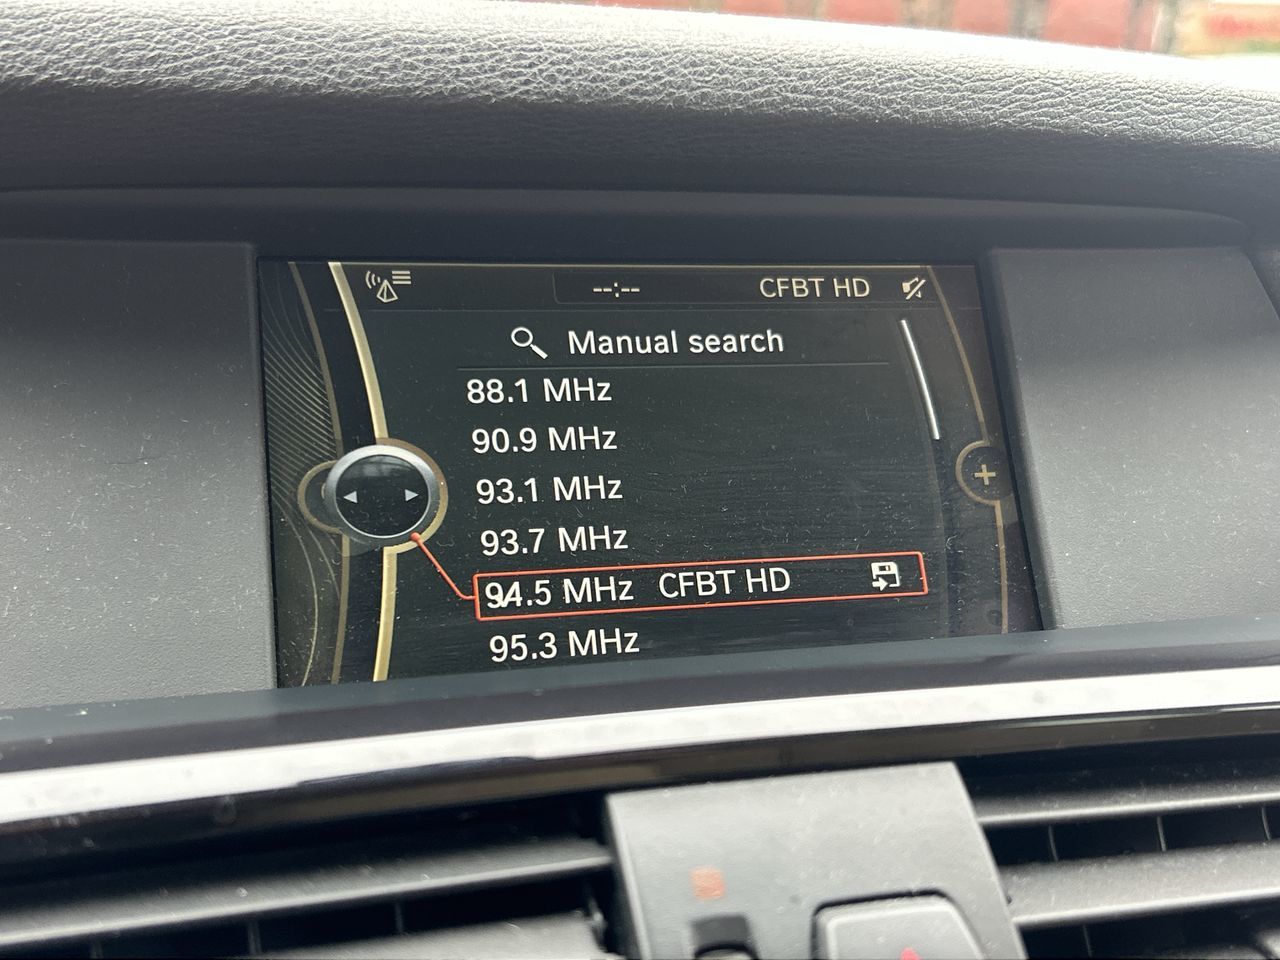 --:-- CFBT HD
Manual search
88.1 MHz
90.9 MHz
93.1 MHz
93.7 MHz
94.5 MHz CFBT HD
95.3 MHz